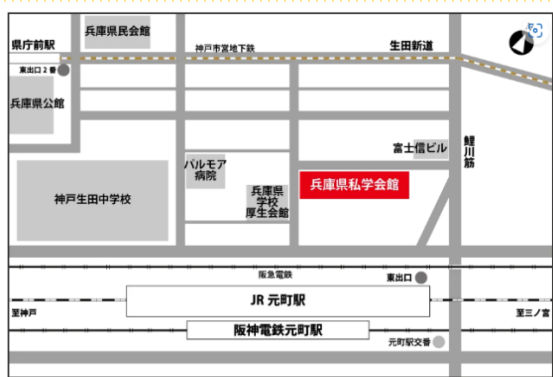 兵庫県民会館
県庁前駅
神戸市営地下鉄
生田新道
東出口2番
兵庫県公館
富士信ビル
鯉川筋
パルモア
病院
兵庫県
学校
厚生会館
兵庫県私学会館
神戸生田中学校
阪急電鉄
東出口
JR 元町駅
至神戸
至三ノ宮
阪神電鉄元町駅
元町駅交番